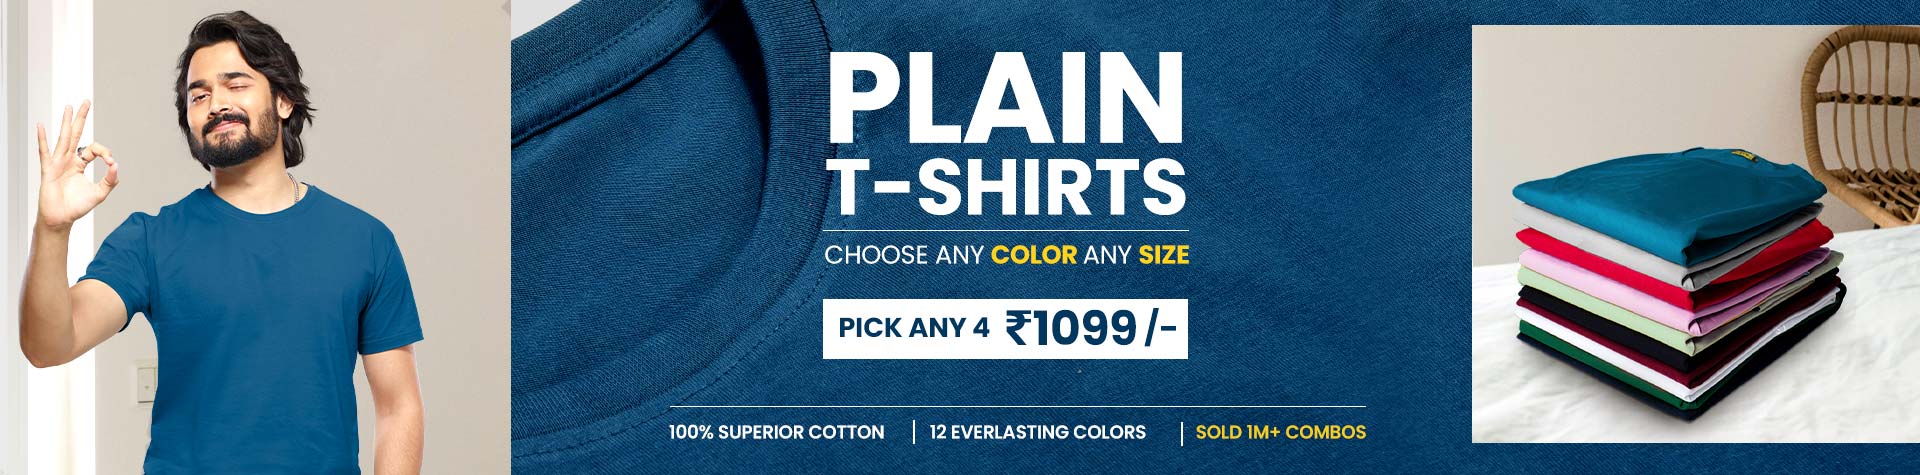 PLAIN
T-SHIRTS
CHOOSE ANY COLOR ANY SIZE
PICK ANY 4 ₹1099/-
100% SUPERIOR COTTON | 12 EVERLASTING COLORS | SOLD 1M+ COMBOS